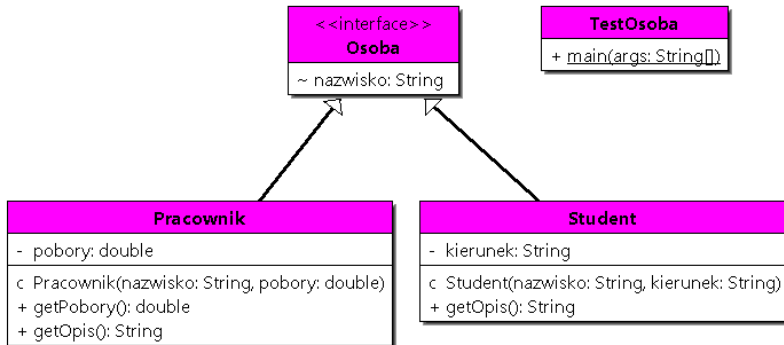 <<interface>>
Osoba
~ nazwisko: String
TestOsoba
+ main(args: String[])
Pracownik
- pobory: double
c Pracownik(nazwisko: String, pobory: double)
+ getPobory(): double
+ getOpis(): String
Student
- kierunek: String
c Student(nazwisko: String, kierunek: String)
+ getOpis(): String